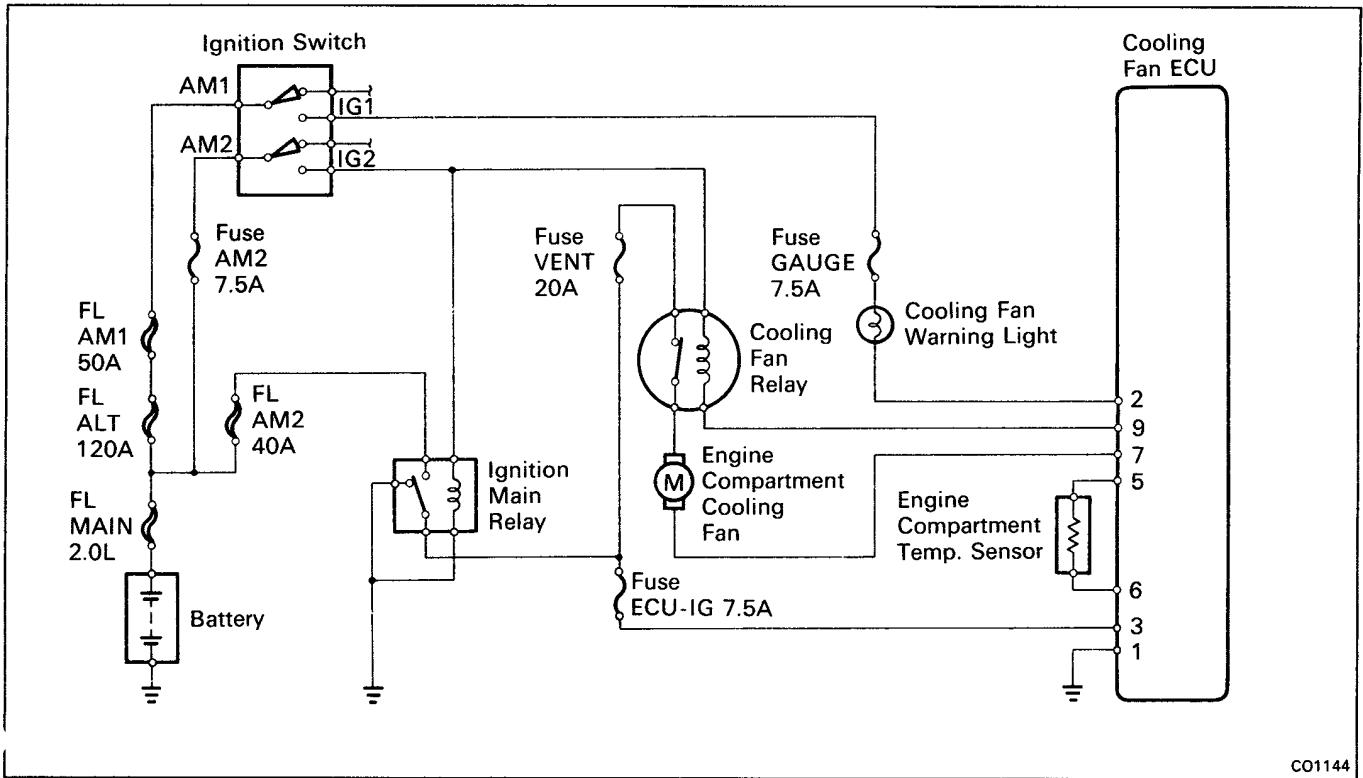 Ignition Switch
AM1
IG1
AM2
IG2
Cooling
Fan ECU
Fuse
AM2
7.5A
Fuse
VENT
20A
Fuse
GAUGE
7.5A
FL
AM1
50A
FL
ALT
120A
FL
AM2
40A
FL
MAIN
2.0L
Battery
Ignition
Main
Relay
Cooling
Fan
Relay
Cooling Fan
Warning Light
M
Engine
Compartment
Cooling
Fan
Engine
Compartment
Temp. Sensor
Fuse
ECU-IG 7.5A
2
9
7
5
6
3
1
CO1144